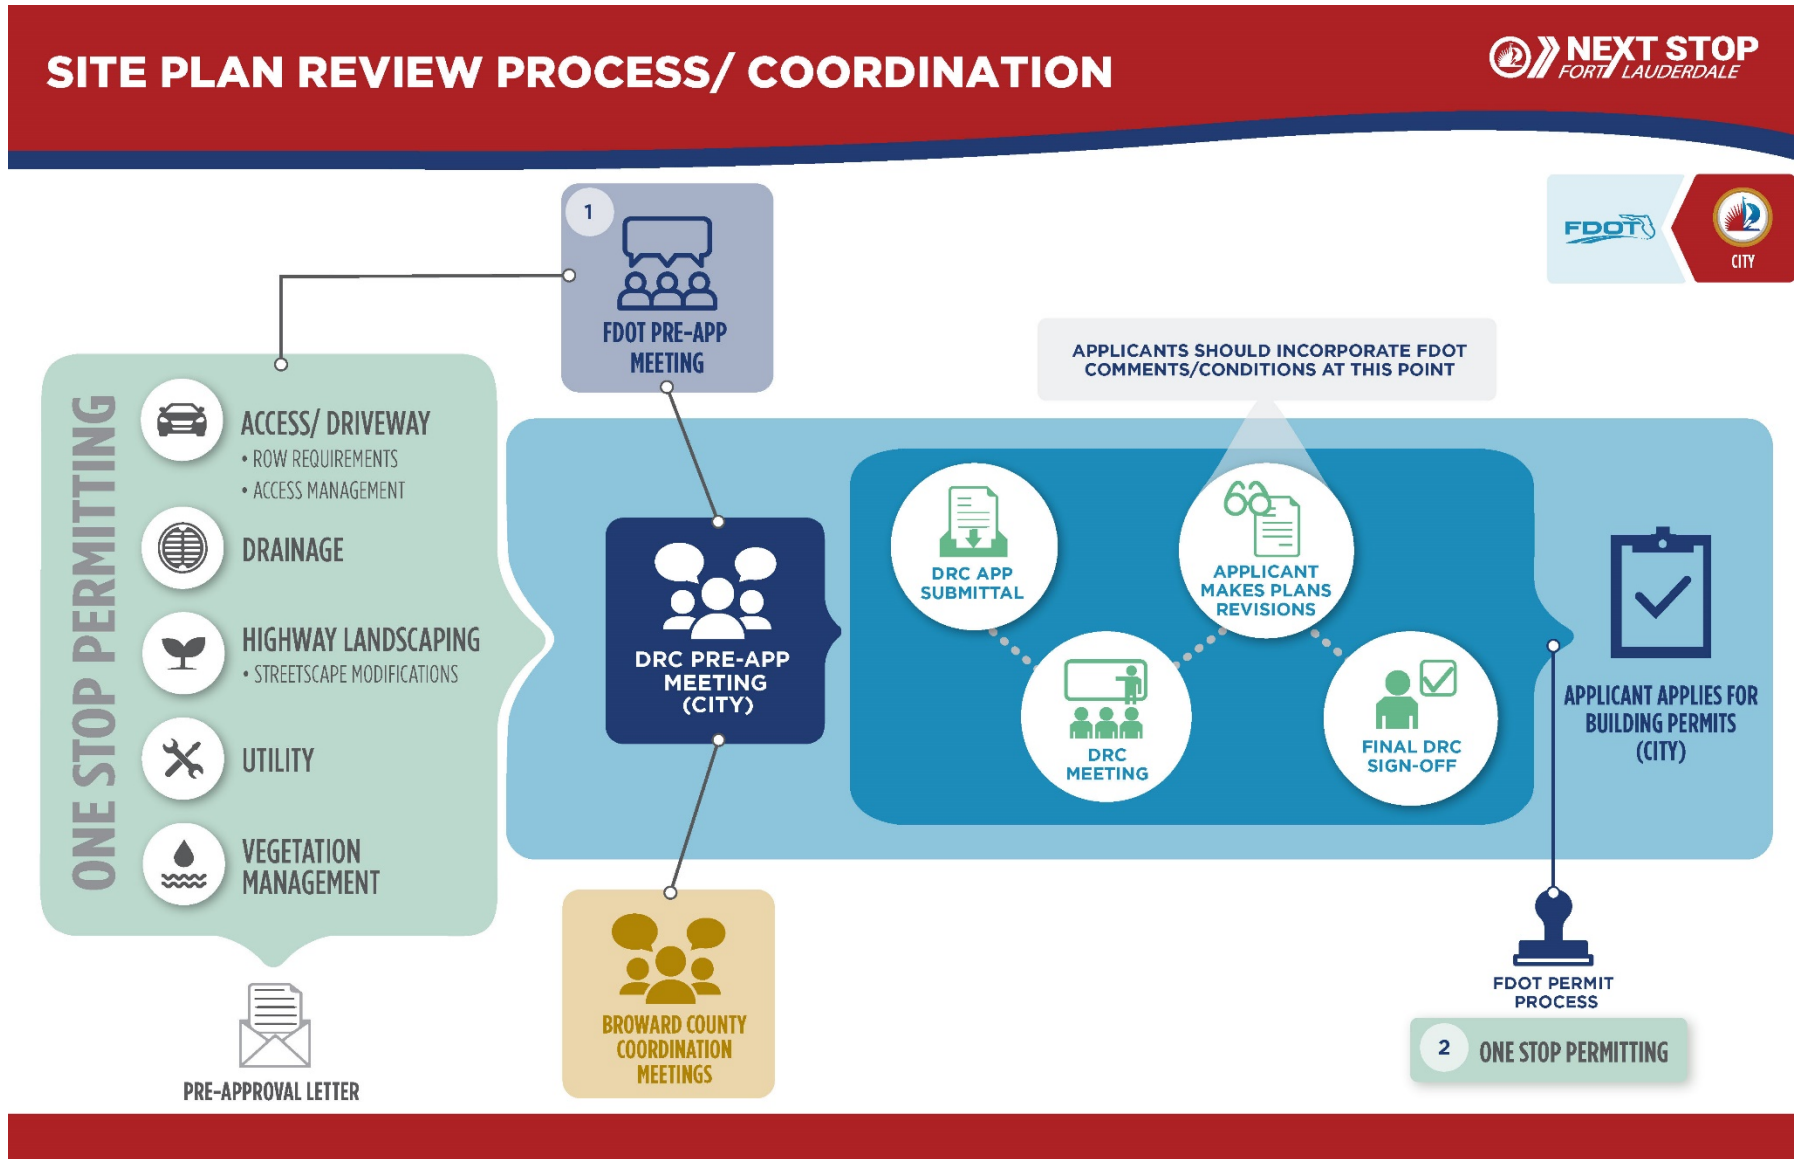 SITE PLAN REVIEW PROCESS/ COORDINATION
NEXT STOP
FORT LAUDERDALE
FDOT
CITY
1
FDOT PRE-APP
MEETING
APPLICANTS SHOULD INCORPORATE FDOT
COMMENTS/CONDITIONS AT THIS POINT
ONE STOP PERMITTING
ACCESS/ DRIVEWAY
• ROW REQUIREMENTS
• ACCESS MANAGEMENT
DRAINAGE
HIGHWAY LANDSCAPING
• STREETSCAPE MODIFICATIONS
UTILITY
VEGETATION
MANAGEMENT
PRE-APPROVAL LETTER
DRC PRE-APP
MEETING
(CITY)
BROWARD COUNTY
COORDINATION
MEETINGS
DRC APP
SUBMITTAL
DRC
MEETING
APPLICANT
MAKES PLANS
REVISIONS
FINAL DRC
SIGN-OFF
APPLICANT APPLIES FOR
BUILDING PERMITS
(CITY)
FDOT PERMIT
PROCESS
2
ONE STOP PERMITTING